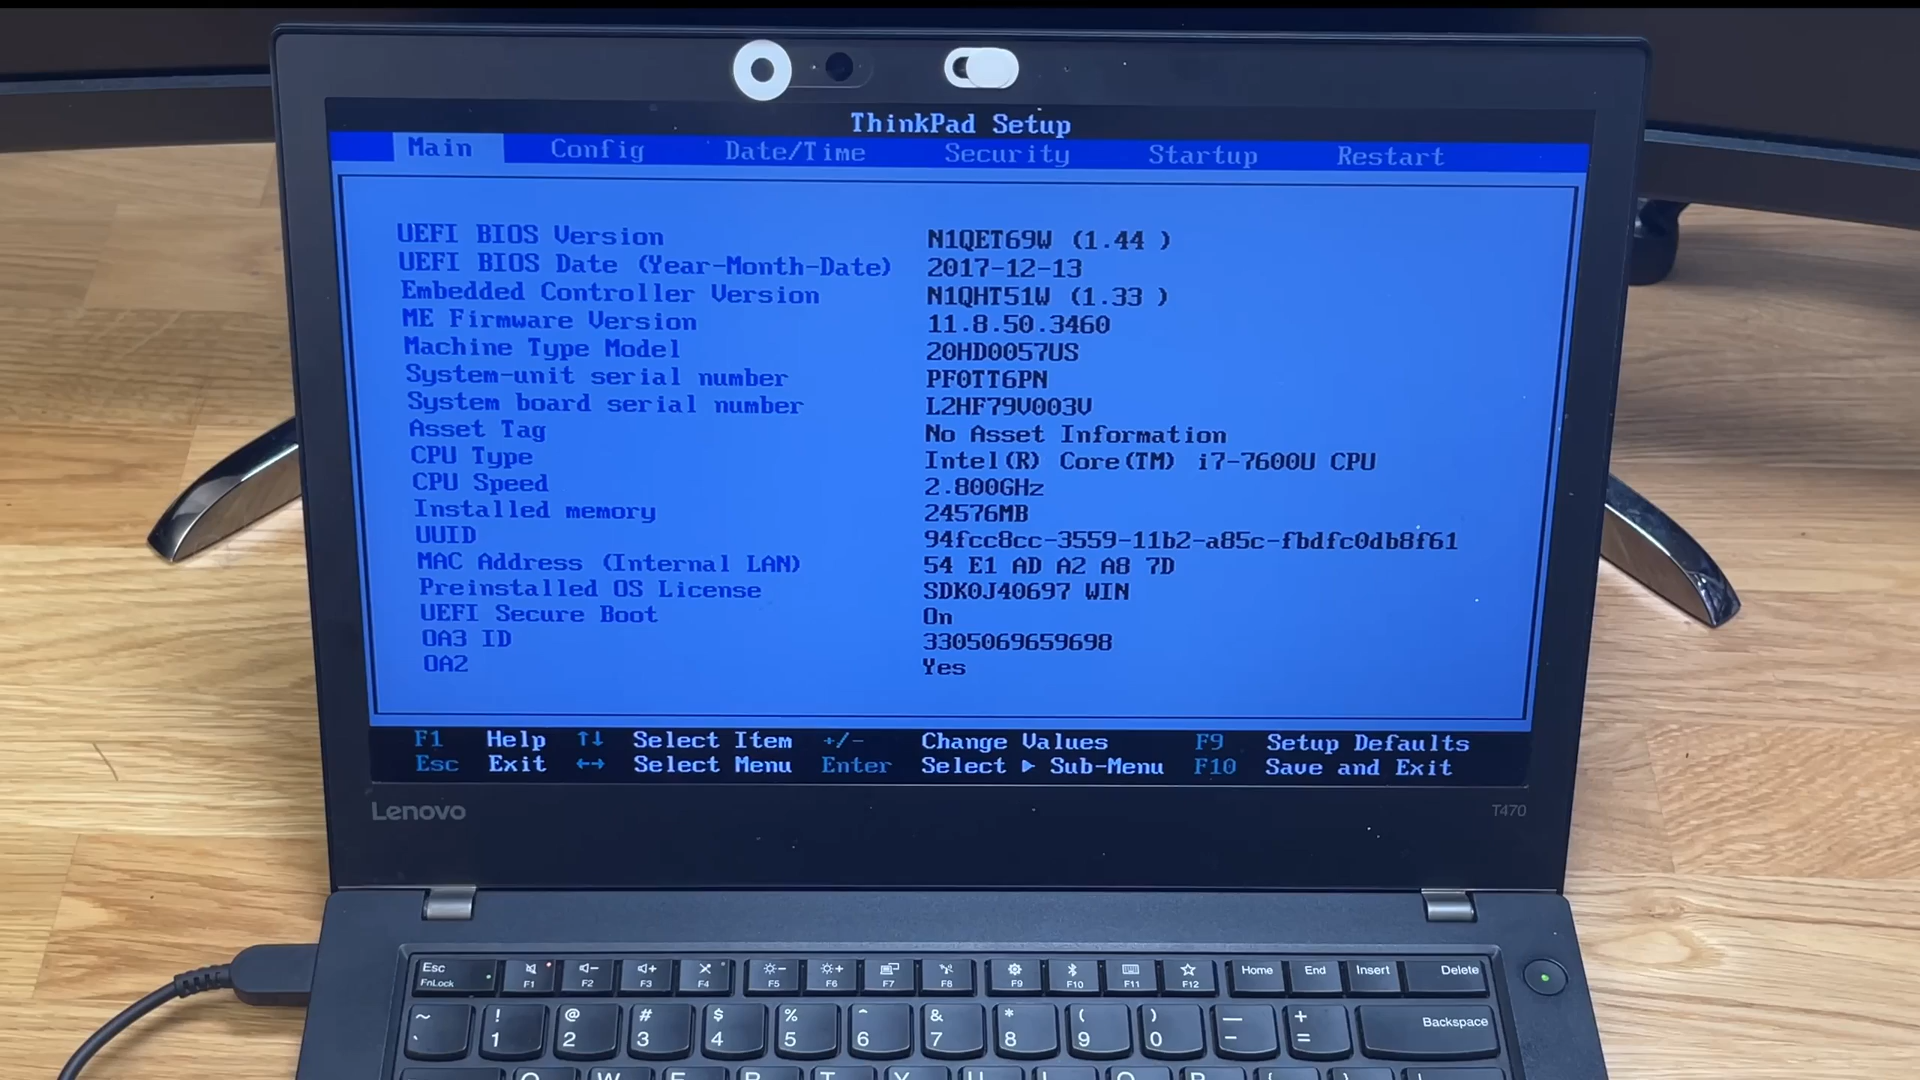 ThinkPad Setup
Main Config Date/Time Security Startup Restart
UEFI BIOS Version N1QET69W (1.44 )
UEFI BIOS Date (Year-Month-Date) 2017-12-13
Embedded Controller Version N1QHT51W (1.33 )
ME Firmware Version 11.8.50.3460
Machine Type Model 20HD0057US
System-unit serial number PF0TT6PN
System board serial number L2HF79V003V
Asset Tag No Asset Information
CPU Type Intel(R) Core(TM) i7-7600U CPU
CPU Speed 2.800GHz
Installed memory 24576MB
UUID 94fcc8cc-3559-11b2-a85c-fbdfc0db8f61
MAC Address (Internal LAN) 54 E1 AD A2 A8 7D
Preinstalled OS License SDK0J40697 WIN
UEFI Secure Boot On
OA3 ID 3305069659698
OA2 Yes
F1 Help ↑↓ Select Item +/- Change Values F9 Setup Defaults
Esc Exit ←→ Select Menu Enter Select ▶ Sub-Menu F10 Save and Exit
Lenovo T470
Esc FnLock F1 F2 F3 F4 F5 F6 F7 F8 F9 F10 F11 F12 Home End Insert Delete
~ ! @ # $ % ^ & * ( ) — +
` 1 2 3 4 5 6 7 8 9 0 - = Backspace